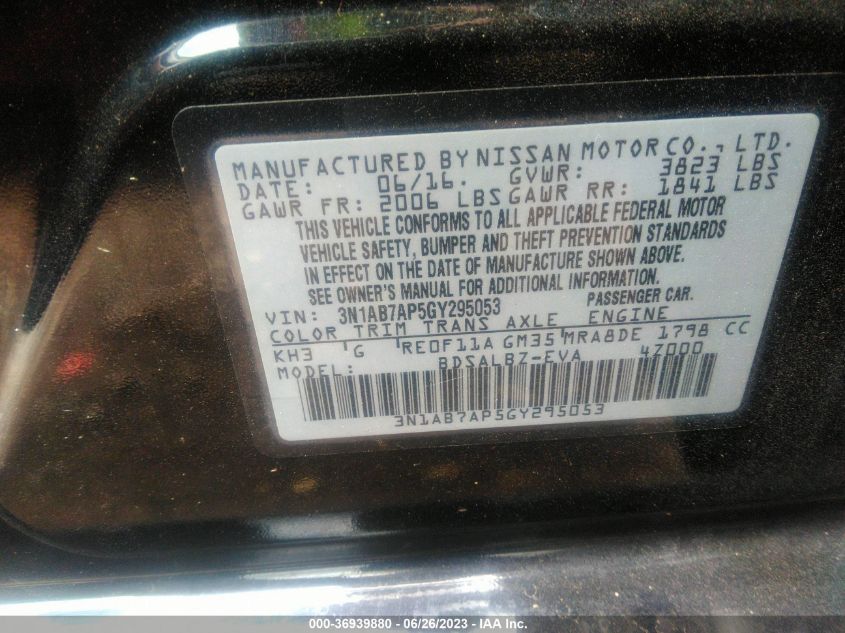 MANUFACTURED BY NISSAN MOTOR CO., LTD.
DATE: 06/16. GVWR: 3823 LBS
GAWR FR: 2006 LBS GAWR RR: 1841 LBS
THIS VEHICLE CONFORMS TO ALL APPLICABLE FEDERAL MOTOR
VEHICLE SAFETY, BUMPER AND THEFT PREVENTION STANDARDS
IN EFFECT ON THE DATE OF MANUFACTURE SHOWN ABOVE.
SEE OWNER'S MANUAL FOR ADDITIONAL INFORMATION.
VIN: 3N1AB7AP5GY295053 PASSENGER CAR.
COLOR TRIM TRANS AXLE ENGINE
KH3 G RE0F11A GM35 MRA8DE 1798 CC
MODEL: BDSALBZ-EVA 4Z000
3N1AB7AP5GY295053
000-36939880 / 06/26/2023 / IAA Inc.